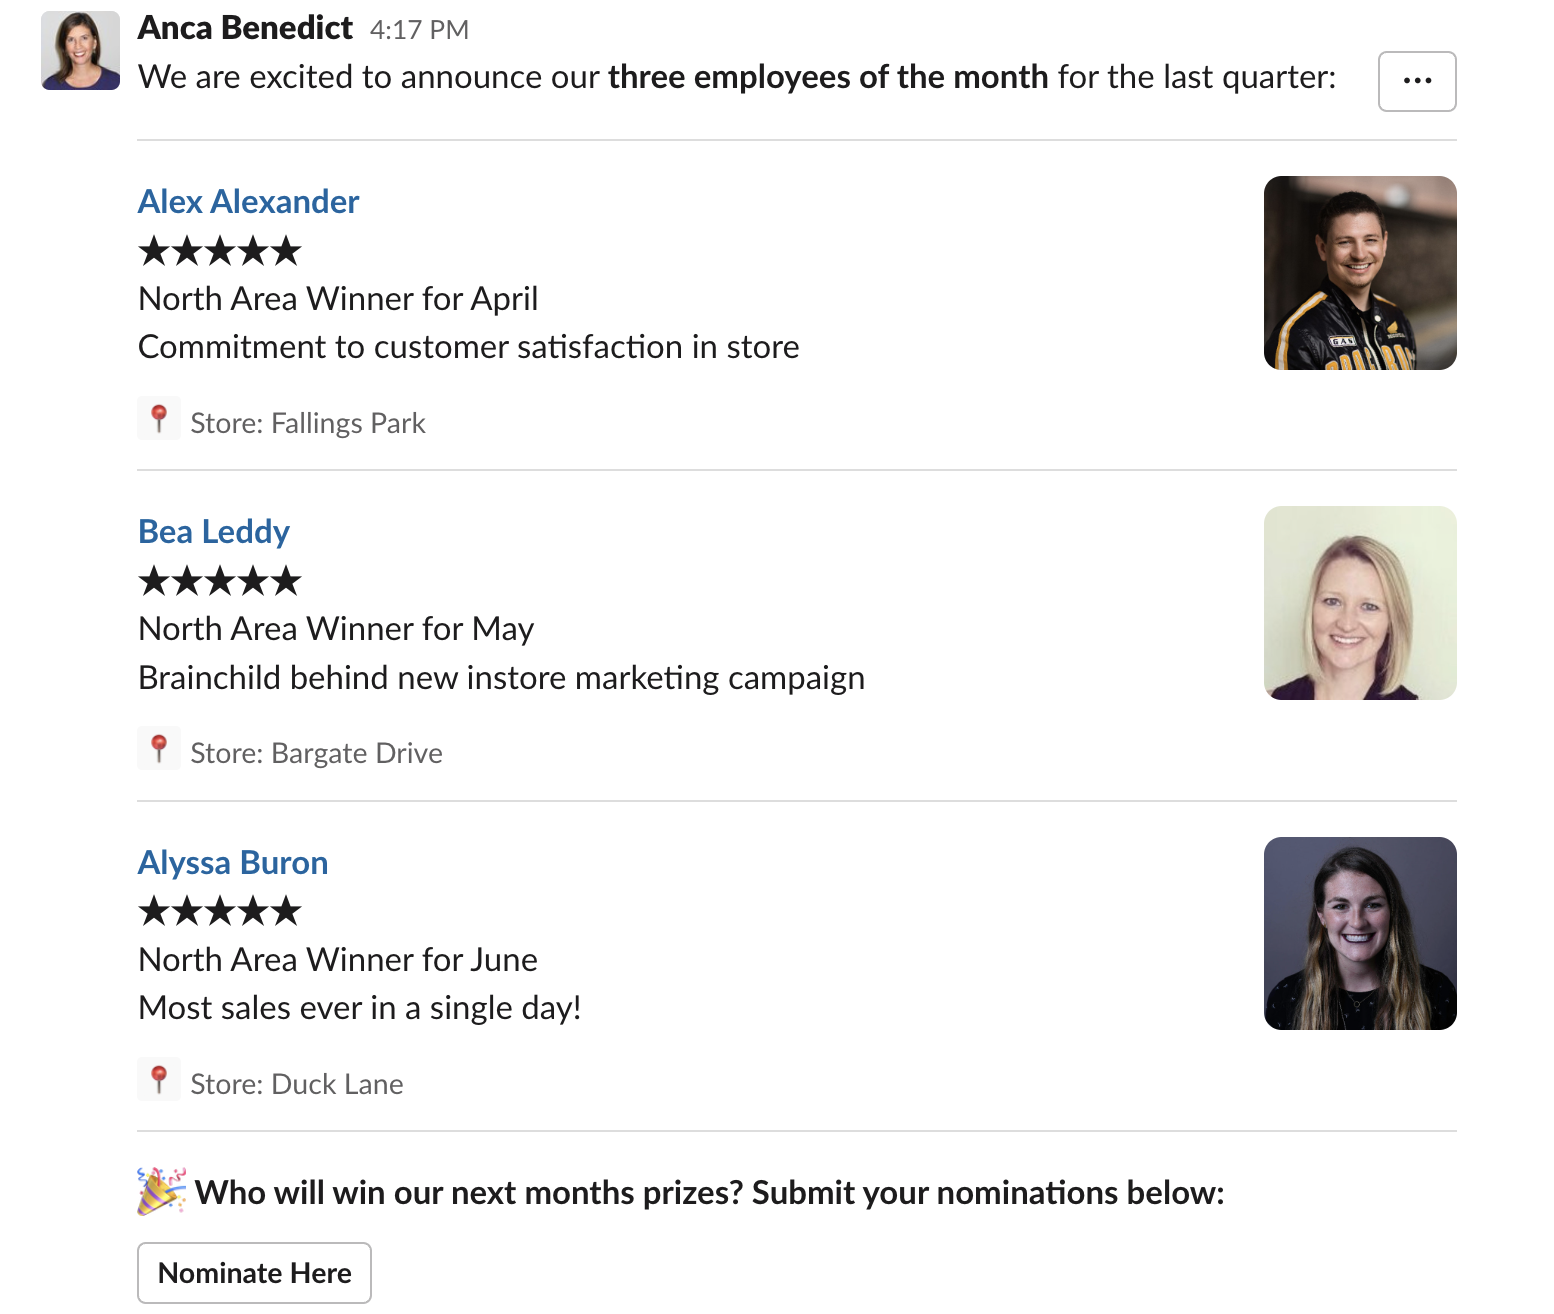 Anca Benedict 4:17 PM
We are excited to announce our three employees of the month for the last quarter:
Alex Alexander
★★★★★
North Area Winner for April
Commitment to customer satisfaction in store
GAS
Store: Fallings Park
Bea Leddy
★★★★★
North Area Winner for May
Brainchild behind new instore marketing campaign
Store: Bargate Drive
Alyssa Buron
★★★★★
North Area Winner for June
Most sales ever in a single day!
Store: Duck Lane
Who will win our next months prizes? Submit your nominations below:
Nominate Here